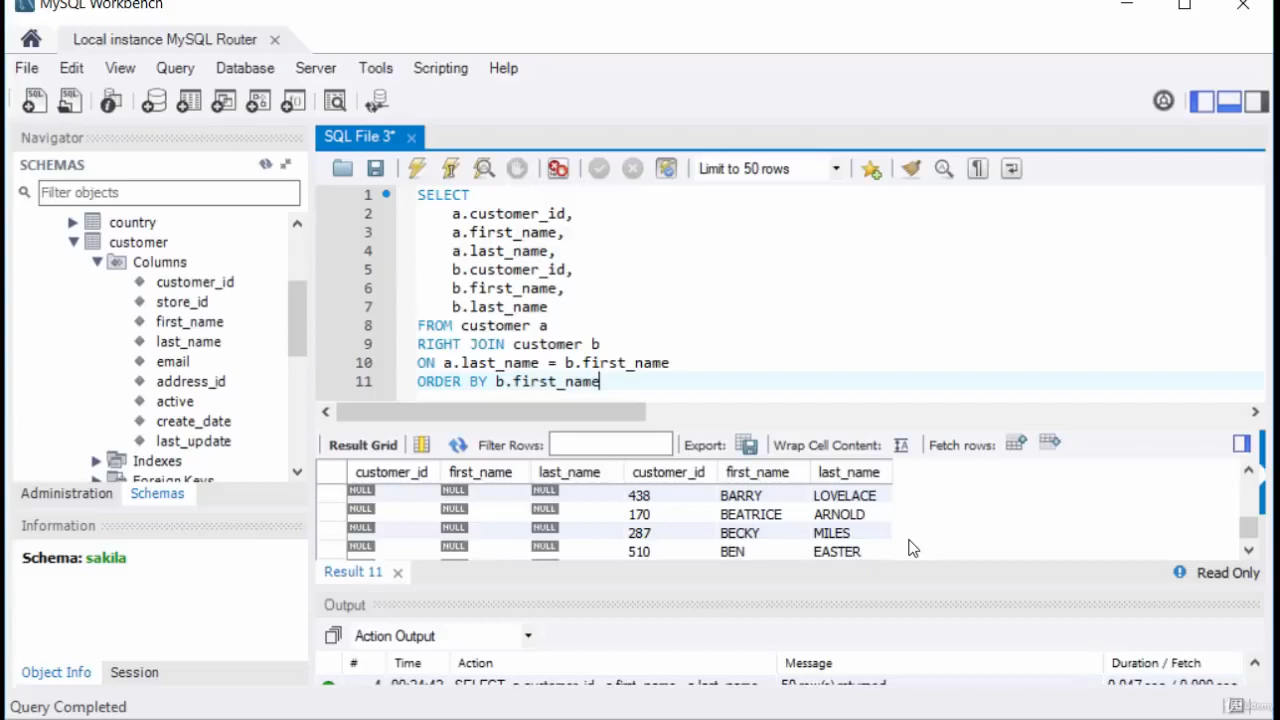 MySQL Workbench
Local instance MySQL Router
File Edit View Query Database Server Tools Scripting Help
Navigator
SCHEMAS
Filter objects
country
customer
Columns
customer_id
store_id
first_name
last_name
email
address_id
active
create_date
last_update
Indexes
Foreign Keys
Administration Schemas
Information
Schema: sakila
Object Info Session
Query Completed
SQL File 3*
Limit to 50 rows
1 SELECT
2 a.customer_id,
3 a.first_name,
4 a.last_name,
5 b.customer_id,
6 b.first_name,
7 b.last_name
8 FROM customer a
9 RIGHT JOIN customer b
10 ON a.last_name = b.first_name
11 ORDER BY b.first_name
Result Grid Filter Rows: Export: Wrap Cell Content: Fetch rows:
customer_id first_name last_name customer_id first_name last_name
NULL NULL NULL 438 BARRY LOVELACE
NULL NULL NULL 170 BEATRICE ARNOLD
NULL NULL NULL 287 BECKY MILES
NULL NULL NULL 510 BEN EASTER
Result 11 Read Only
Output
Action Output
# Time Action Message Duration / Fetch